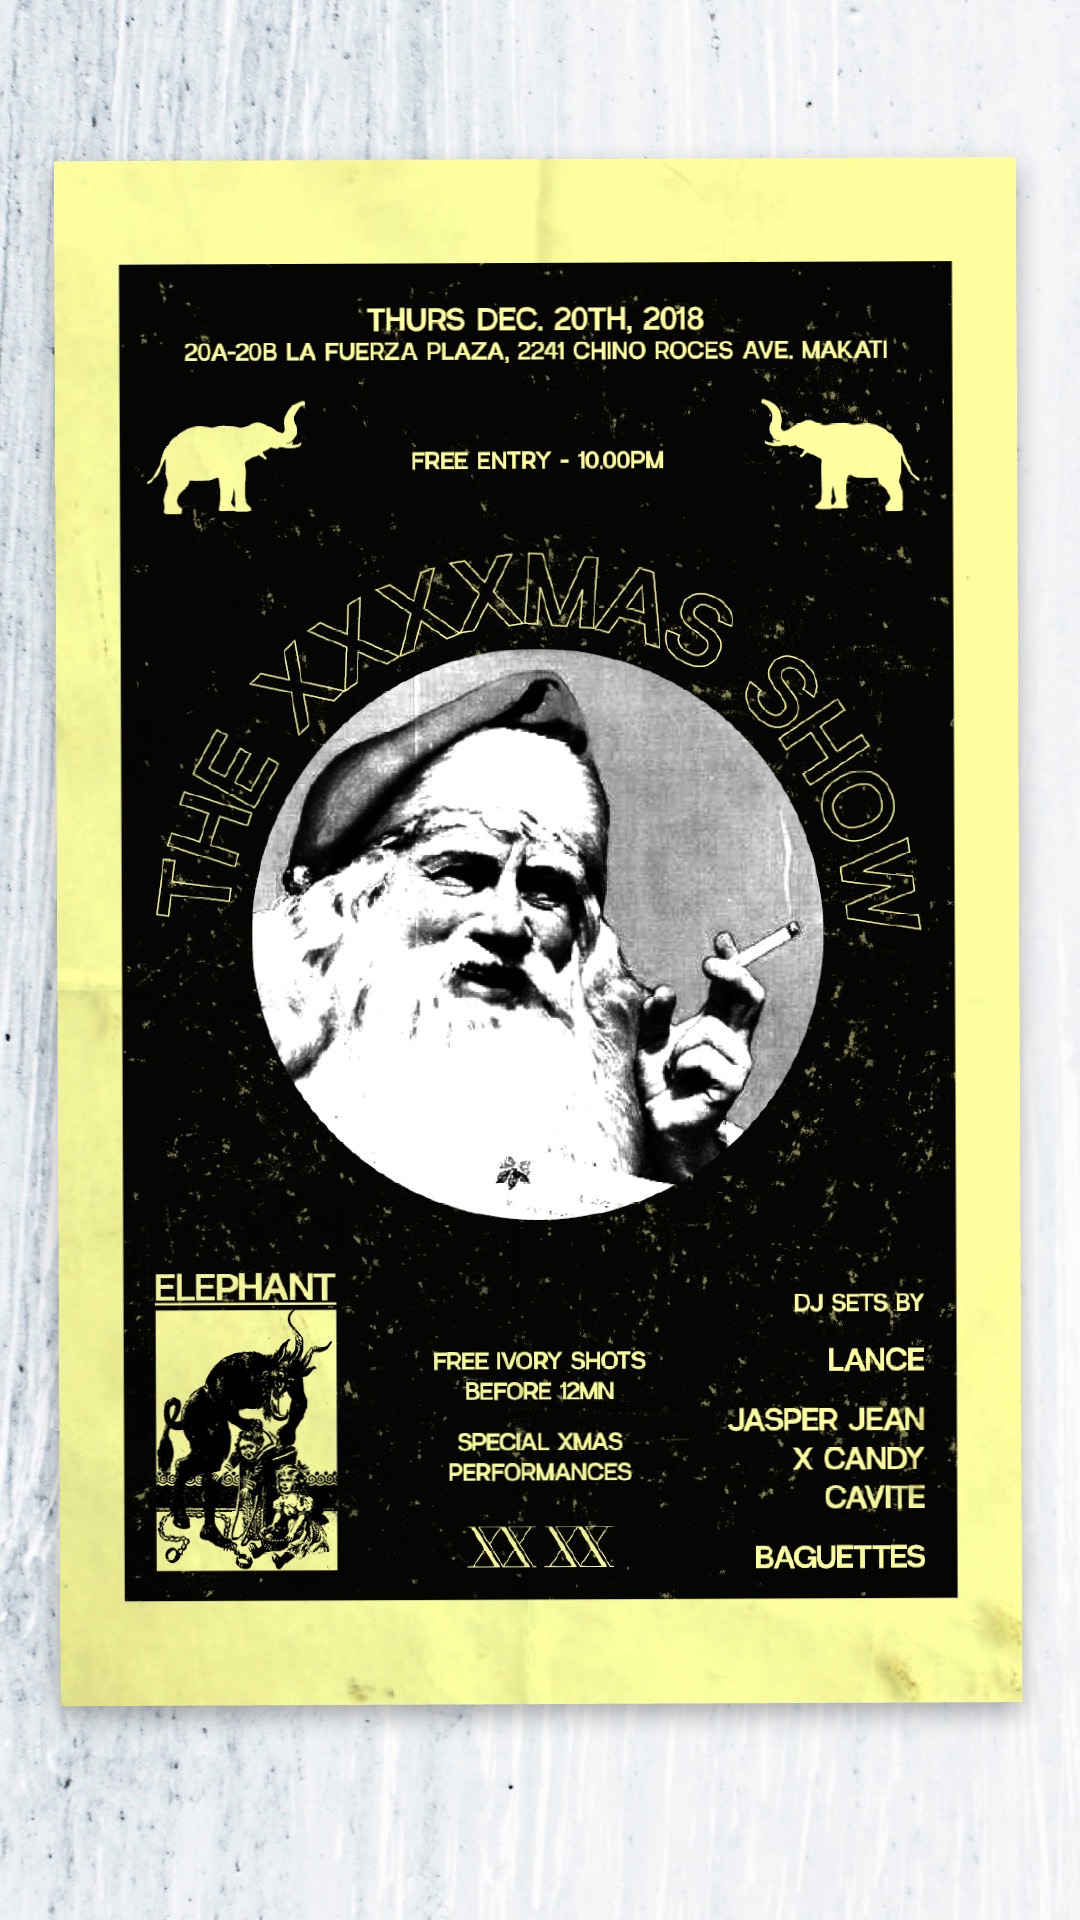 THURS DEC. 20TH, 2018
20A-20B LA FUERZA PLAZA, 2241 CHINO ROCES AVE. MAKATI
FREE ENTRY - 10.00PM
THE XXXXMAS SHOW
ELEPHANT
FREE IVORY SHOTS
BEFORE 12MN
SPECIAL XMAS
PERFORMANCES
XX XX
DJ SETS BY
LANCE
JASPER JEAN
X CANDY
CAVITE
BAGUETTES